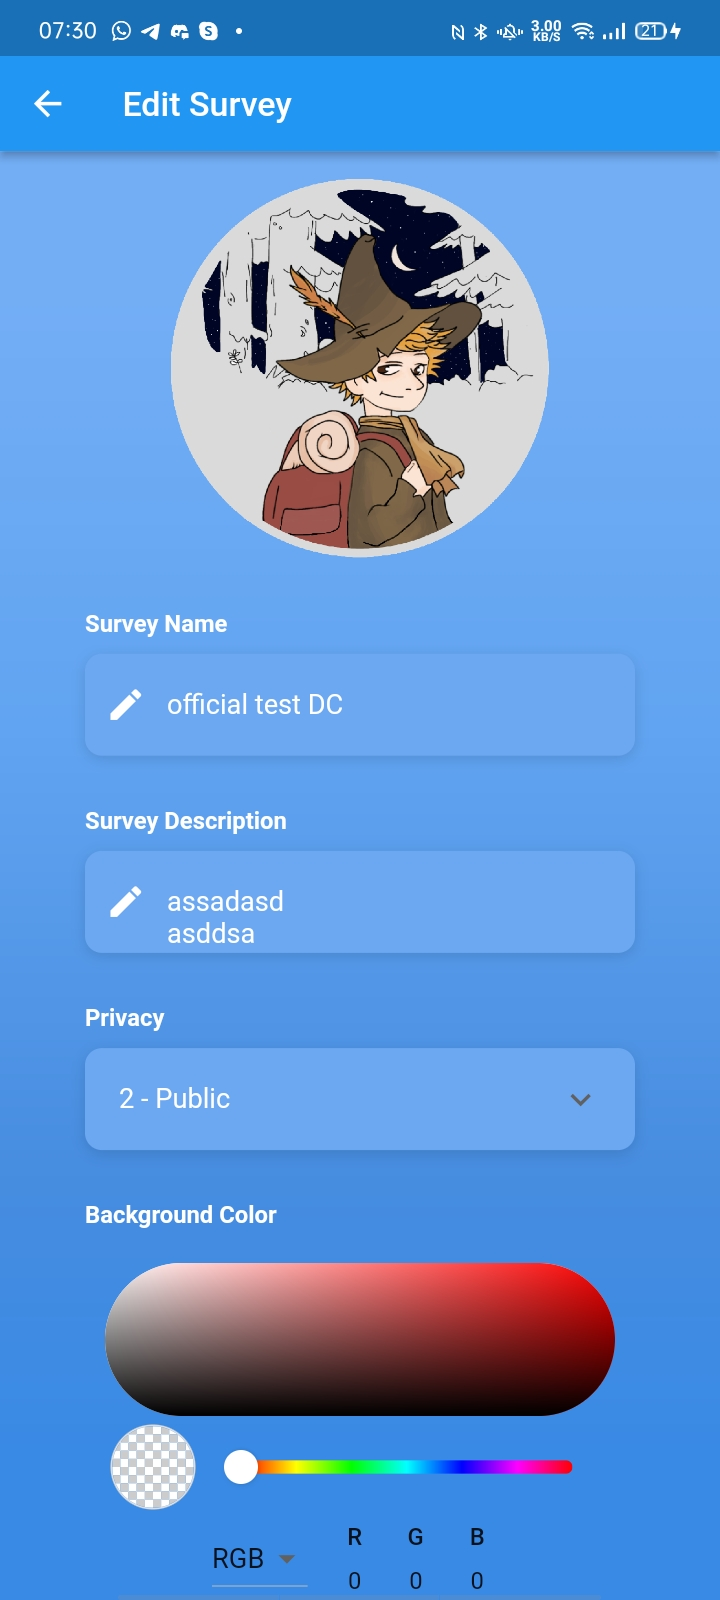 07:30 3.00 KB/S 21
Edit Survey
Survey Name
official test DC
Survey Description
assadasd
asddsa
Privacy
2 - Public
Background Color
R G B
RGB
0 0 0